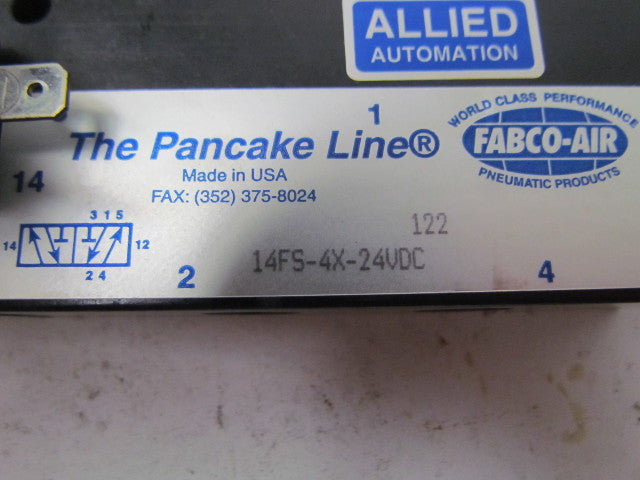 ALLIED
AUTOMATION
1
WORLD CLASS PERFORMANCE
FABCO-AIR
PNEUMATIC PRODUCTS
The Pancake Line®
Made in USA
FAX: (352) 375-8024
14
3 1 5
14
12
2 4
122
14FS-4X-24VDC
2
4